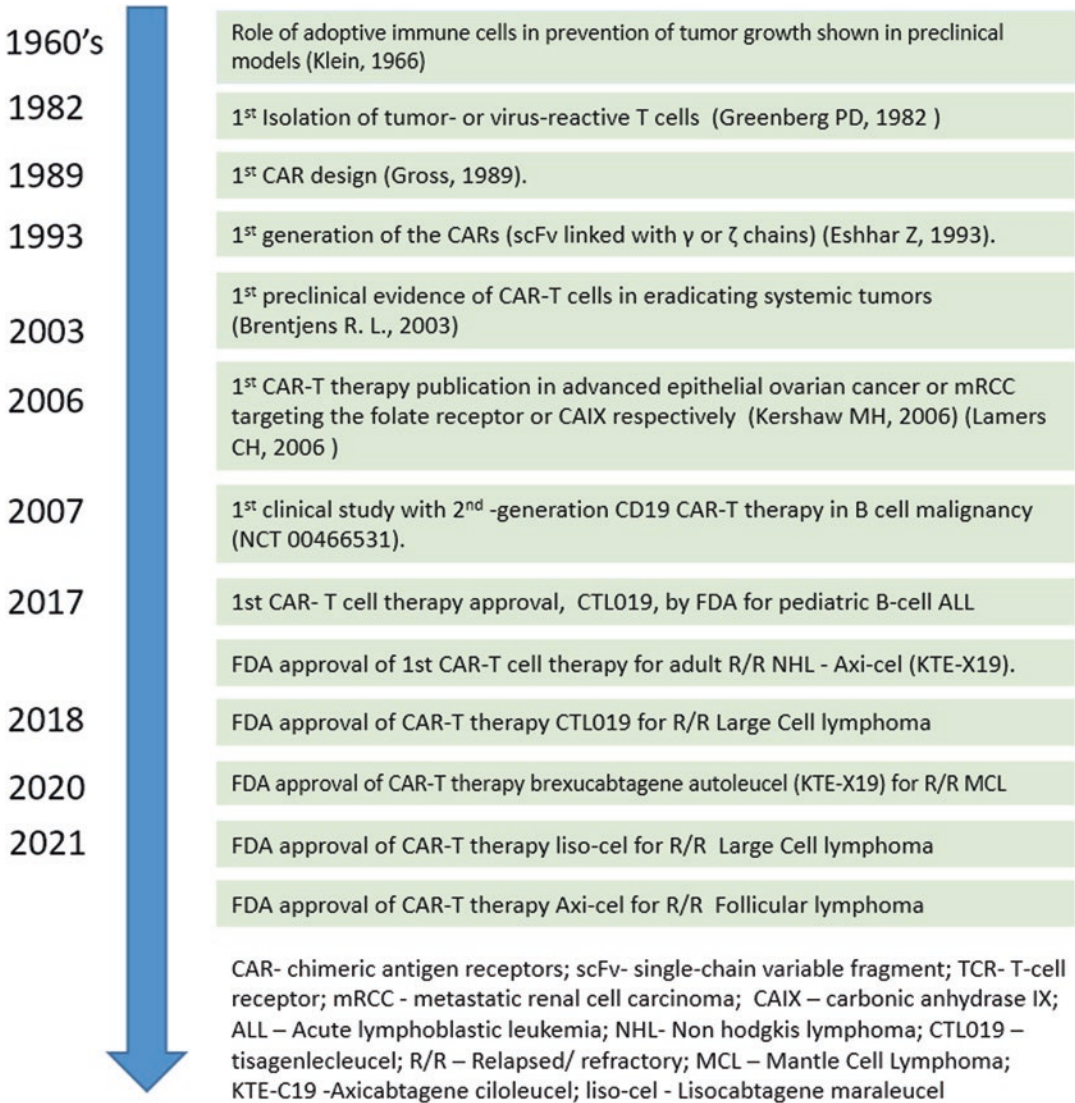 1960's
Role of adoptive immune cells in prevention of tumor growth shown in preclinical
models (Klein, 1966)
1982
1st Isolation of tumor- or virus-reactive T cells (Greenberg PD, 1982 )
1989
1st CAR design (Gross, 1989).
1993
1st generation of the CARs (scFv linked with γ or ζ chains) (Eshhar Z, 1993).
2003
1st preclinical evidence of CAR-T cells in eradicating systemic tumors
(Brentjens R. L., 2003)
2006
1st CAR-T therapy publication in advanced epithelial ovarian cancer or mRCC
targeting the folate receptor or CAIX respectively (Kershaw MH, 2006) (Lamers
CH, 2006 )
2007
1st clinical study with 2nd -generation CD19 CAR-T therapy in B cell malignancy
(NCT 00466531).
2017
1st CAR- T cell therapy approval, CTL019, by FDA for pediatric B-cell ALL
FDA approval of 1st CAR-T cell therapy for adult R/R NHL - Axi-cel (KTE-X19).
2018
FDA approval of CAR-T therapy CTL019 for R/R Large Cell lymphoma
2020
FDA approval of CAR-T therapy brexucabtagene autoleucel (KTE-X19) for R/R MCL
2021
FDA approval of CAR-T therapy liso-cel for R/R Large Cell lymphoma
FDA approval of CAR-T therapy Axi-cel for R/R Follicular lymphoma
CAR- chimeric antigen receptors; scFv- single-chain variable fragment; TCR- T-cell
receptor; mRCC - metastatic renal cell carcinoma; CAIX – carbonic anhydrase IX;
ALL – Acute lymphoblastic leukemia; NHL- Non hodgkis lymphoma; CTL019 –
tisagenlecleucel; R/R – Relapsed/ refractory; MCL – Mantle Cell Lymphoma;
KTE-C19 -Axicabtagene ciloleucel; liso-cel - Lisocabtagene maraleucel